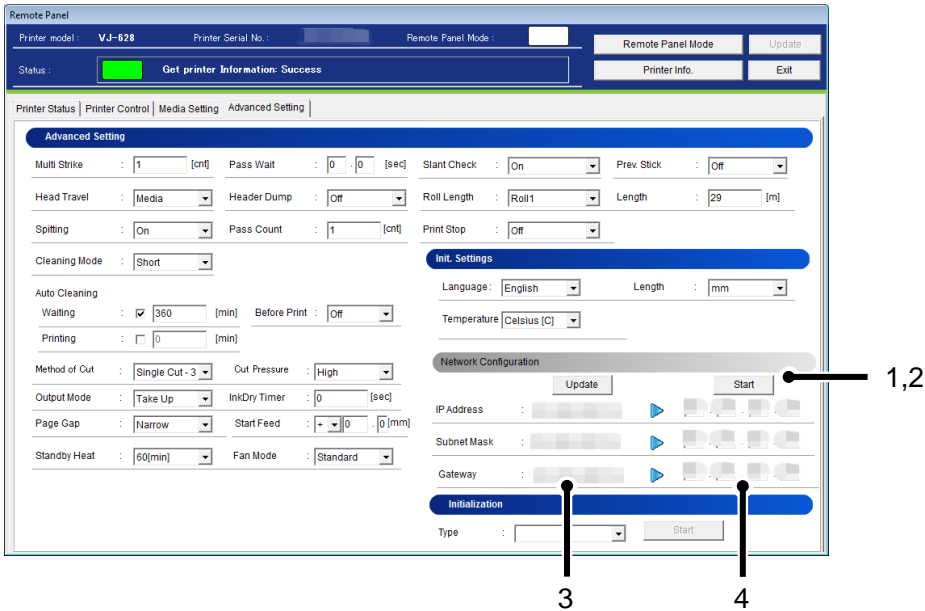 Remote Panel
Printer model : VJ-628 Printer Serial No. : Remote Panel Mode : Remote Panel Mode Update
Status : Get printer Information: Success Printer Info. Exit
Printer Status Printer Control Media Setting Advanced Setting
Advanced Setting
Multi Strike : 1 [cnt] Pass Wait : 0 . 0 [sec] Slant Check : On Prev. Stick : Off
Head Travel : Media Header Dump : Off Roll Length : Roll1 Length : 29 [m]
Spitting : On Pass Count : 1 [cnt] Print Stop : Off
Cleaning Mode : Short
Init. Settings
Language : English Length : mm
Auto Cleaning
Waiting : 360 [min] Before Print : Off
Temperature Celsius [C]
Printing : 0 [min]
Network Configuration
Method of Cut : Single Cut - 3 Cut Pressure : High
Update Start 1,2
Output Mode : Take Up InkDry Timer : 0 [sec]
IP Address :
Page Gap : Narrow Start Feed : + 0 . 0 [mm]
Subnet Mask :
Standby Heat : 60[min] Fan Mode : Standard
Gateway :
Initialization
Type : Start
3 4